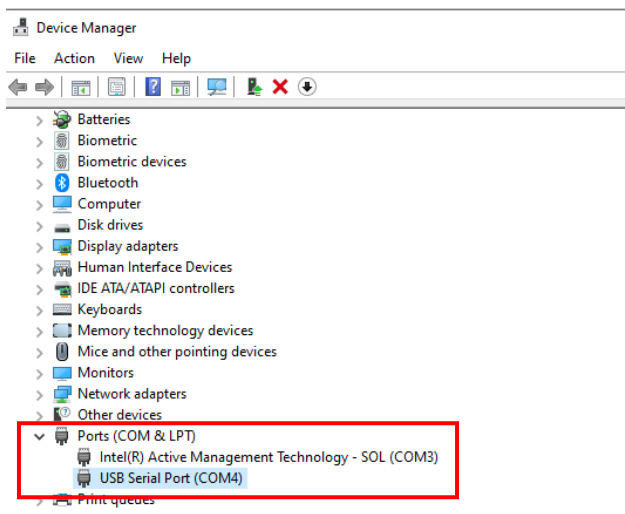 Device Manager
File Action View Help
Batteries
Biometric
Biometric devices
Bluetooth
Computer
Disk drives
Display adapters
Human Interface Devices
IDE ATA/ATAPI controllers
Keyboards
Memory technology devices
Mice and other pointing devices
Monitors
Network adapters
Other devices
Ports (COM & LPT)
Intel(R) Active Management Technology - SOL (COM3)
USB Serial Port (COM4)
Print queues